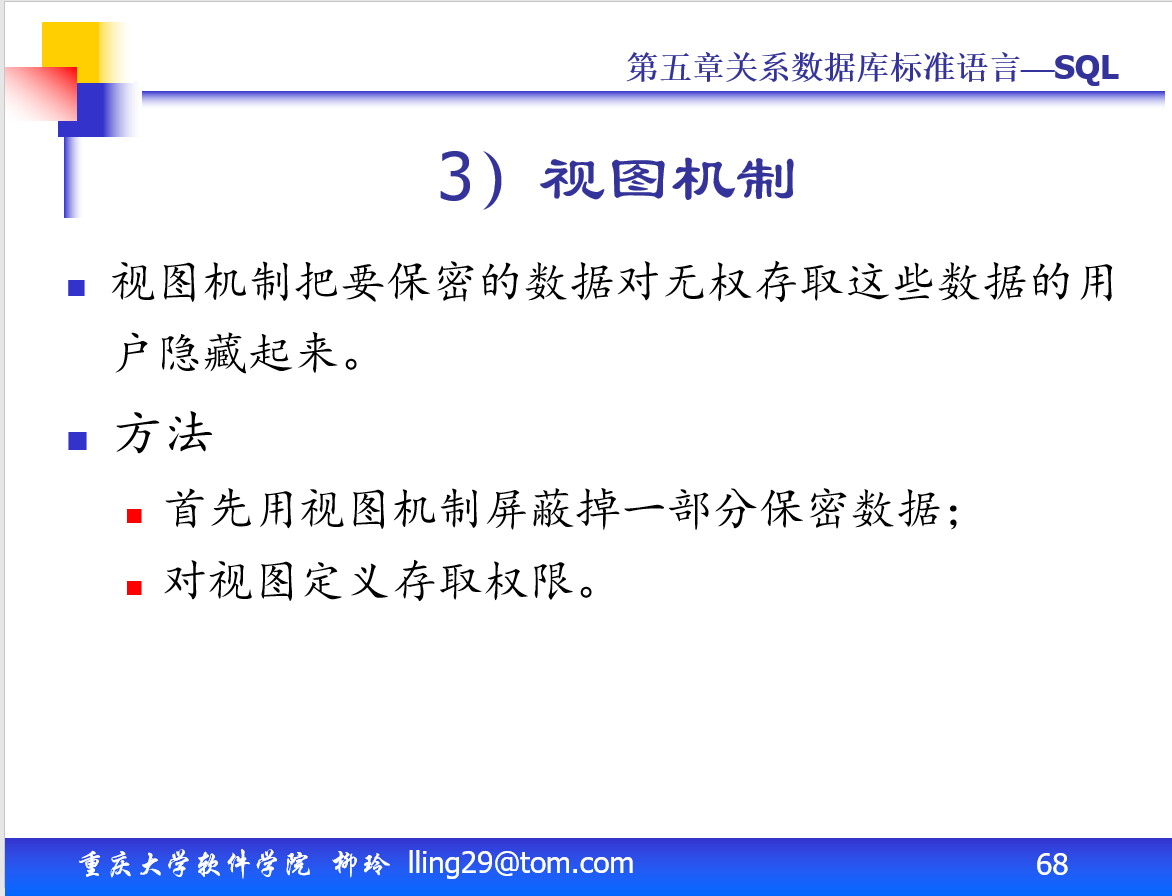 第五章关系数据库标准语言—SQL
3）视图机制
视图机制把要保密的数据对无权存取这些数据的用
户隐藏起来。
方法
首先用视图机制屏蔽掉一部分保密数据；
对视图定义存取权限。
重庆大学软件学院 柳玲 lling29@tom.com 68